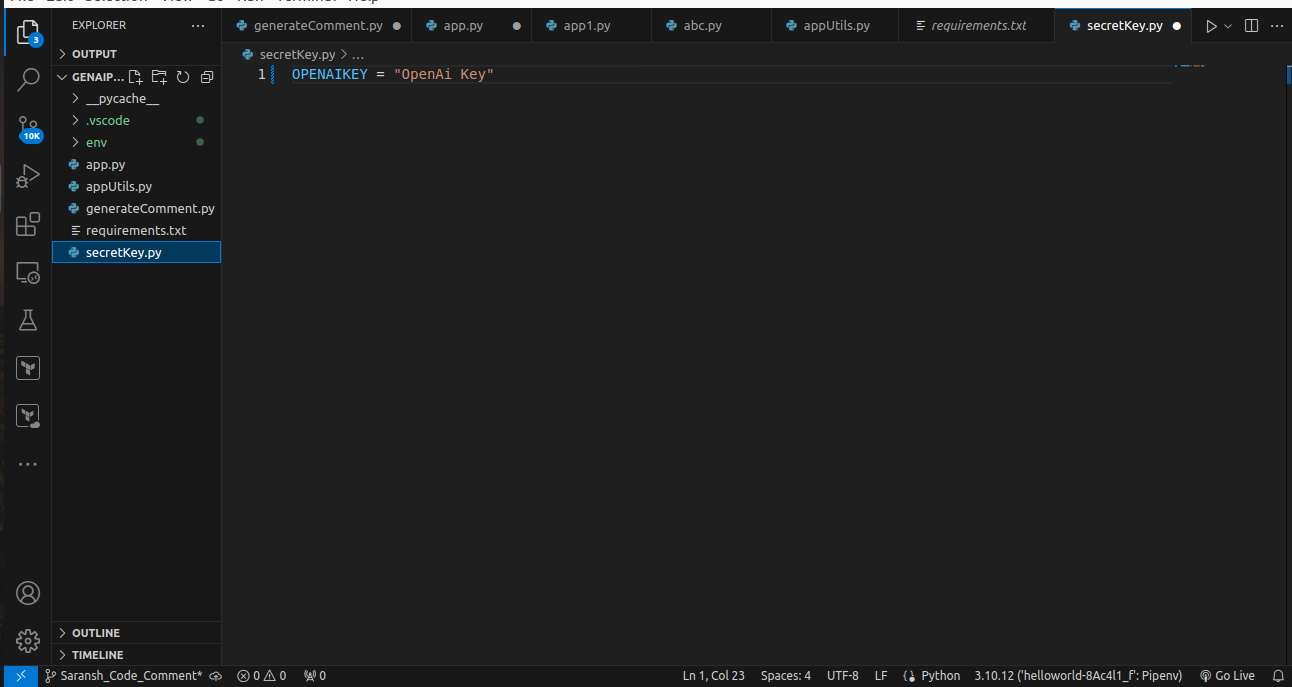 EXPLORER
generateComment.py
app.py
app1.py
abc.py
appUtils.py
requirements.txt
secretKey.py
OUTPUT
secretKey.py > ...
GENAIP...
1 OPENAIKEY = "OpenAi Key"
3
__pycache__
.vscode
10K
env
app.py
appUtils.py
generateComment.py
requirements.txt
secretKey.py
OUTLINE
TIMELINE
Saransh_Code_Comment*
0
0
0
Ln 1, Col 23
Spaces: 4
UTF-8
LF
Python
3.10.12 ('helloworld-8Ac4l1_f': Pipenv)
Go Live